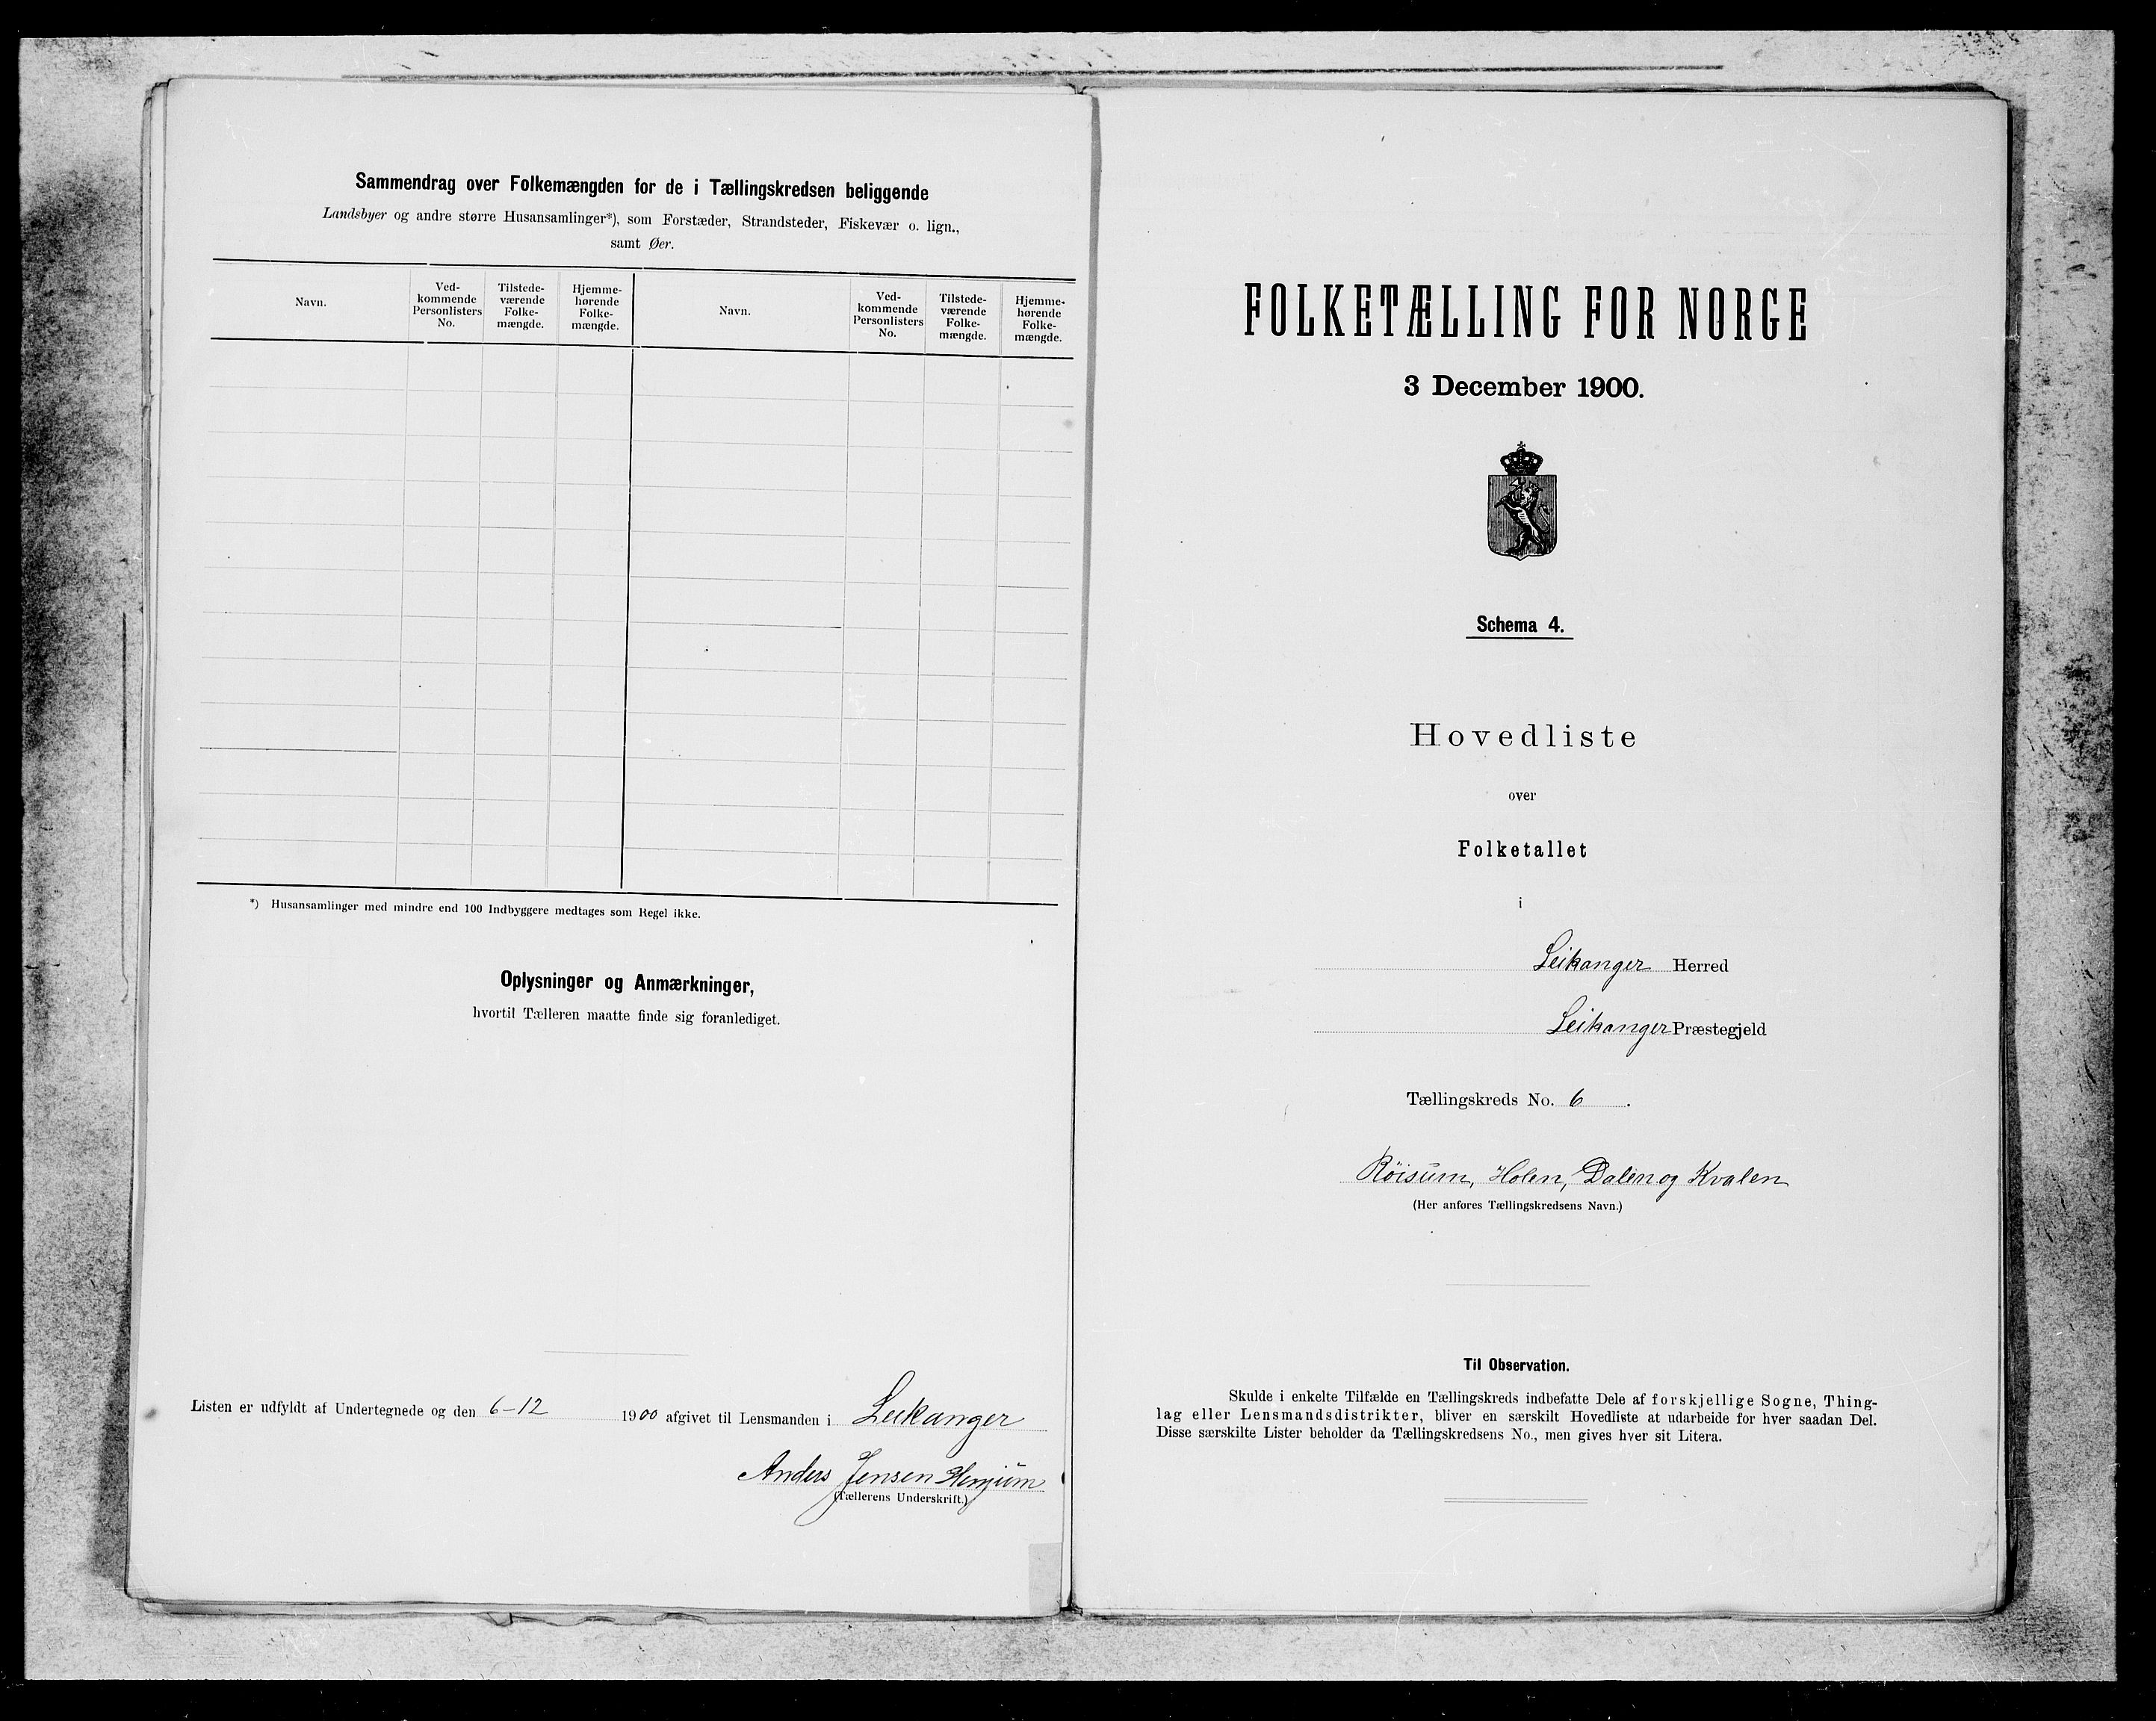 Sammendrag over Folkemængden for de i Tællingskredsen beliggende
Landsbyer og andre større Husansamlinger*), som Forstæder, Strandsteder, Fiskevær o. lign.,
samt Øer.
Navn.
Ved-
kommende
Personlisters
No.
Tilstede-
værende
Folke-
mængde.
Hjemme-
hørende
Folke-
mængde.
Navn.
Ved-
kommende
Personlisters
No.
Tilstede-
værende
Folke-
mængde.
Hjemme-
hørende
Folke-
mængde.
*) Husansamlinger med mindre end 100 Indbyggere medtages som Regel ikke.
Oplysninger og Anmærkninger,
hvortil Tælleren maatte finde sig foranlediget.
Listen er udfyldt af Undertegnede og den 6-12 1900 afgivet til Lensmanden i Leikanger
Anders Jensen Henjum
(Tællerens Underskrift.)
FOLKETÆLLING FOR NORGE
3 December 1900.
Schema 4.
Hovedliste
over
Folketallet
i
Leikanger Herred
Leikanger Præstegjeld
Tællingskreds No. 6.
Röisum, Holen, Dalen og Kvalen
(Her anføres Tællingskredsens Navn.)
Til Observation.
Skulde i enkelte Tilfælde en Tællingskreds indbefatte Dele af forskjellige Sogne, Thing-
lag eller Lensmandsdistrikter, bliver en særskilt Hovedliste at udarbeide for hver saadan Del.
Disse særskilte Lister beholder da Tællingskredsens No., men gives hver sit Litera.